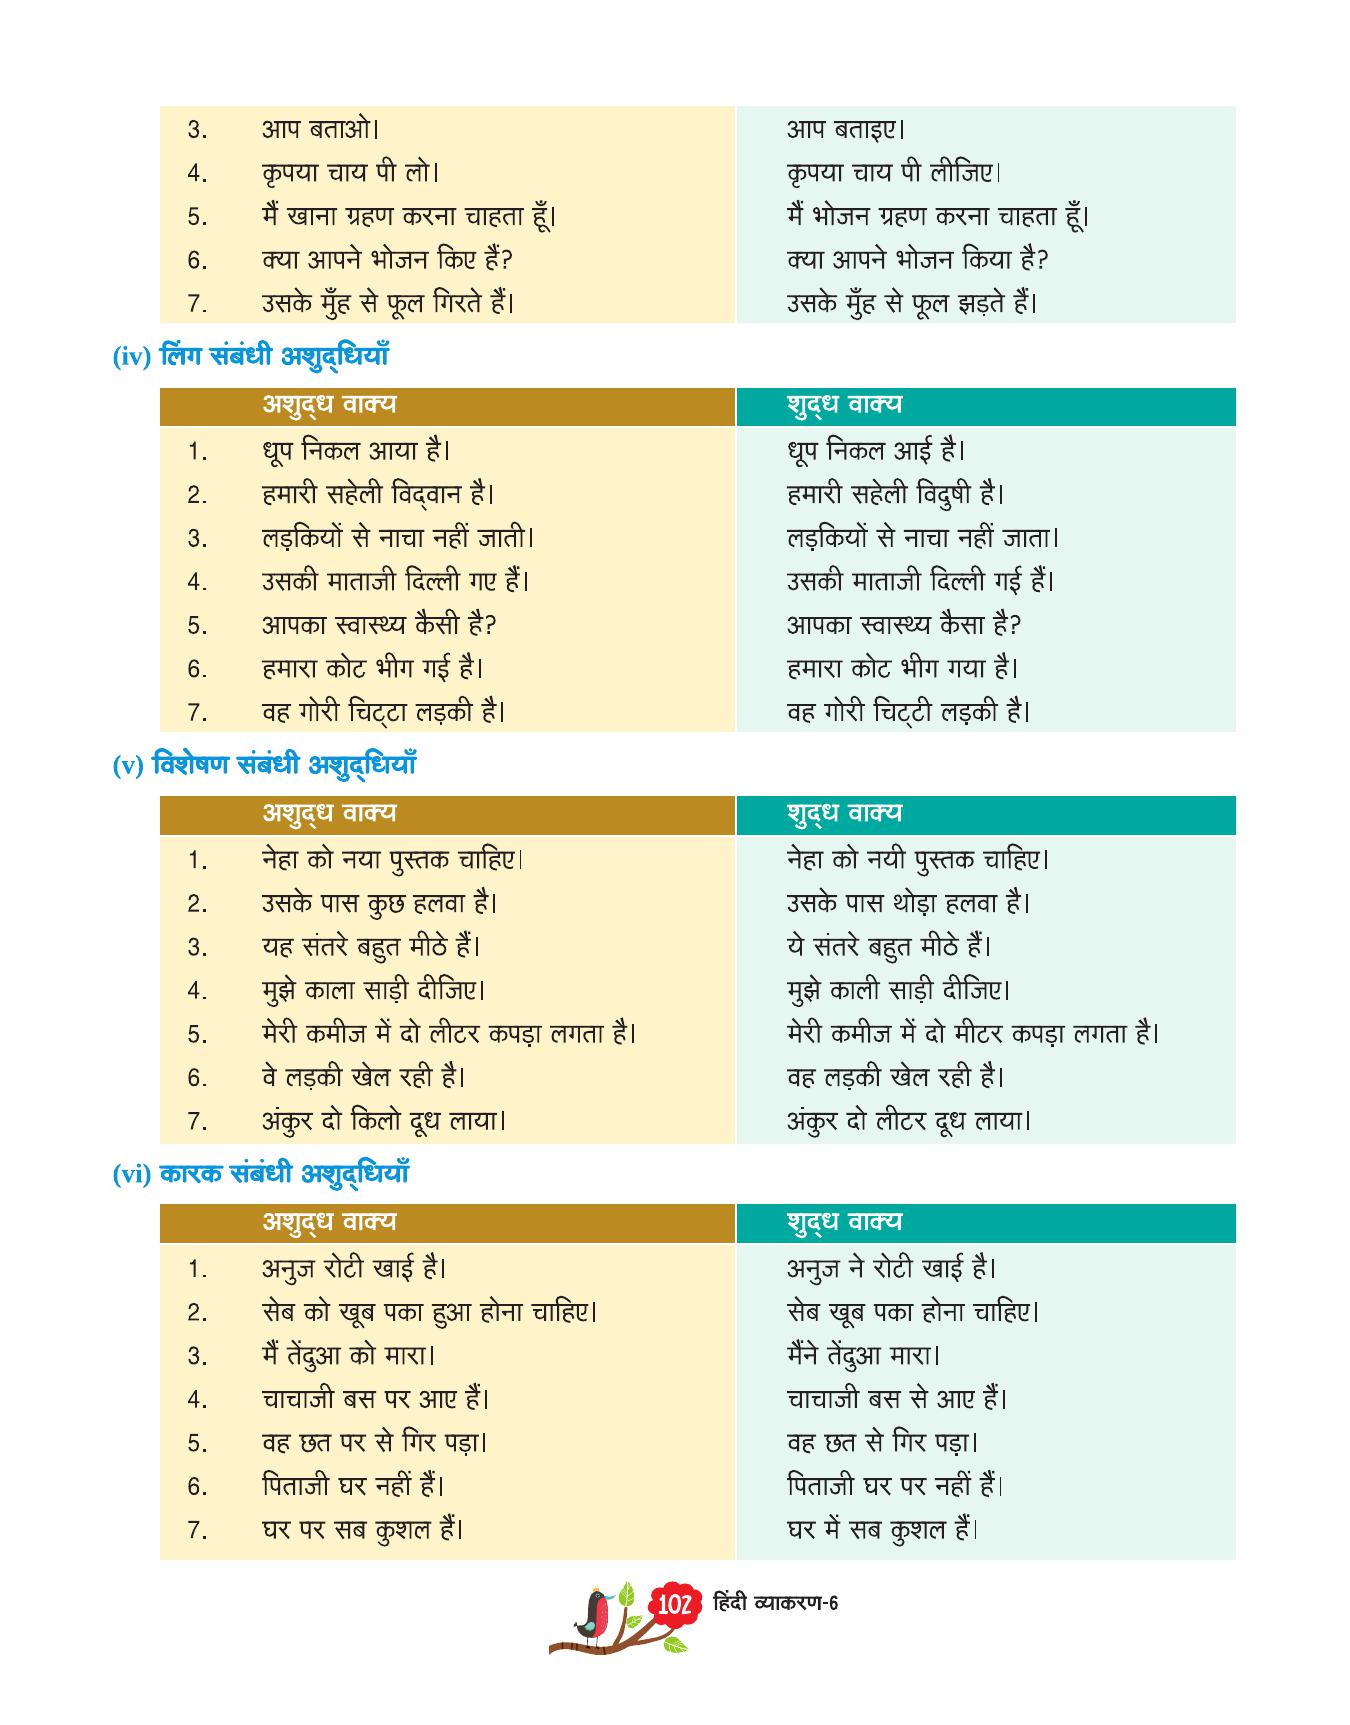 3. आप बताओ। आप बताइए।
4. कृपया चाय पी लो। कृपया चाय पी लीजिए।
5. मैं खाना ग्रहण करना चाहता हूँ। मैं भोजन ग्रहण करना चाहता हूँ।
6. क्या आपने भोजन किए हैं? क्या आपने भोजन किया है?
7. उसके मुँह से फूल गिरते हैं। उसके मुँह से फूल झड़ते हैं।
(iv) लिंग संबंधी अशुद्धियाँ
अशुद्ध वाक्य शुद्ध वाक्य
1. धूप निकल आया है। धूप निकल आई है।
2. हमारी सहेली विद्वान है। हमारी सहेली विदुषी है।
3. लड़कियों से नाचा नहीं जाती। लड़कियों से नाचा नहीं जाता।
4. उसकी माताजी दिल्ली गए हैं। उसकी माताजी दिल्ली गई हैं।
5. आपका स्वास्थ्य कैसी है? आपका स्वास्थ्य कैसा है?
6. हमारा कोट भीग गई है। हमारा कोट भीग गया है।
7. वह गोरी चिट्टा लड़की है। वह गोरी चिट्टी लड़की है।
(v) विशेषण संबंधी अशुद्धियाँ
अशुद्ध वाक्य शुद्ध वाक्य
1. नेहा को नया पुस्तक चाहिए। नेहा को नयी पुस्तक चाहिए।
2. उसके पास कुछ हलवा है। उसके पास थोड़ा हलवा है।
3. यह संतरे बहुत मीठे हैं। ये संतरे बहुत मीठे हैं।
4. मुझे काला साड़ी दीजिए। मुझे काली साड़ी दीजिए।
5. मेरी कमीज में दो लीटर कपड़ा लगता है। मेरी कमीज में दो मीटर कपड़ा लगता है।
6. वे लड़की खेल रही है। वह लड़की खेल रही है।
7. अंकुर दो किलो दूध लाया। अंकुर दो लीटर दूध लाया।
(vi) कारक संबंधी अशुद्धियाँ
अशुद्ध वाक्य शुद्ध वाक्य
1. अनुज रोटी खाई है। अनुज ने रोटी खाई है।
2. सेब को खूब पका हुआ होना चाहिए। सेब खूब पका होना चाहिए।
3. मैं तेंदुआ को मारा। मैंने तेंदुआ मारा।
4. चाचाजी बस पर आए हैं। चाचाजी बस से आए हैं।
5. वह छत पर से गिर पड़ा। वह छत से गिर पड़ा।
6. पिताजी घर नहीं हैं। पिताजी घर पर नहीं हैं।
7. घर पर सब कुशल हैं। घर में सब कुशल हैं।
102 हिंदी व्याकरण-6